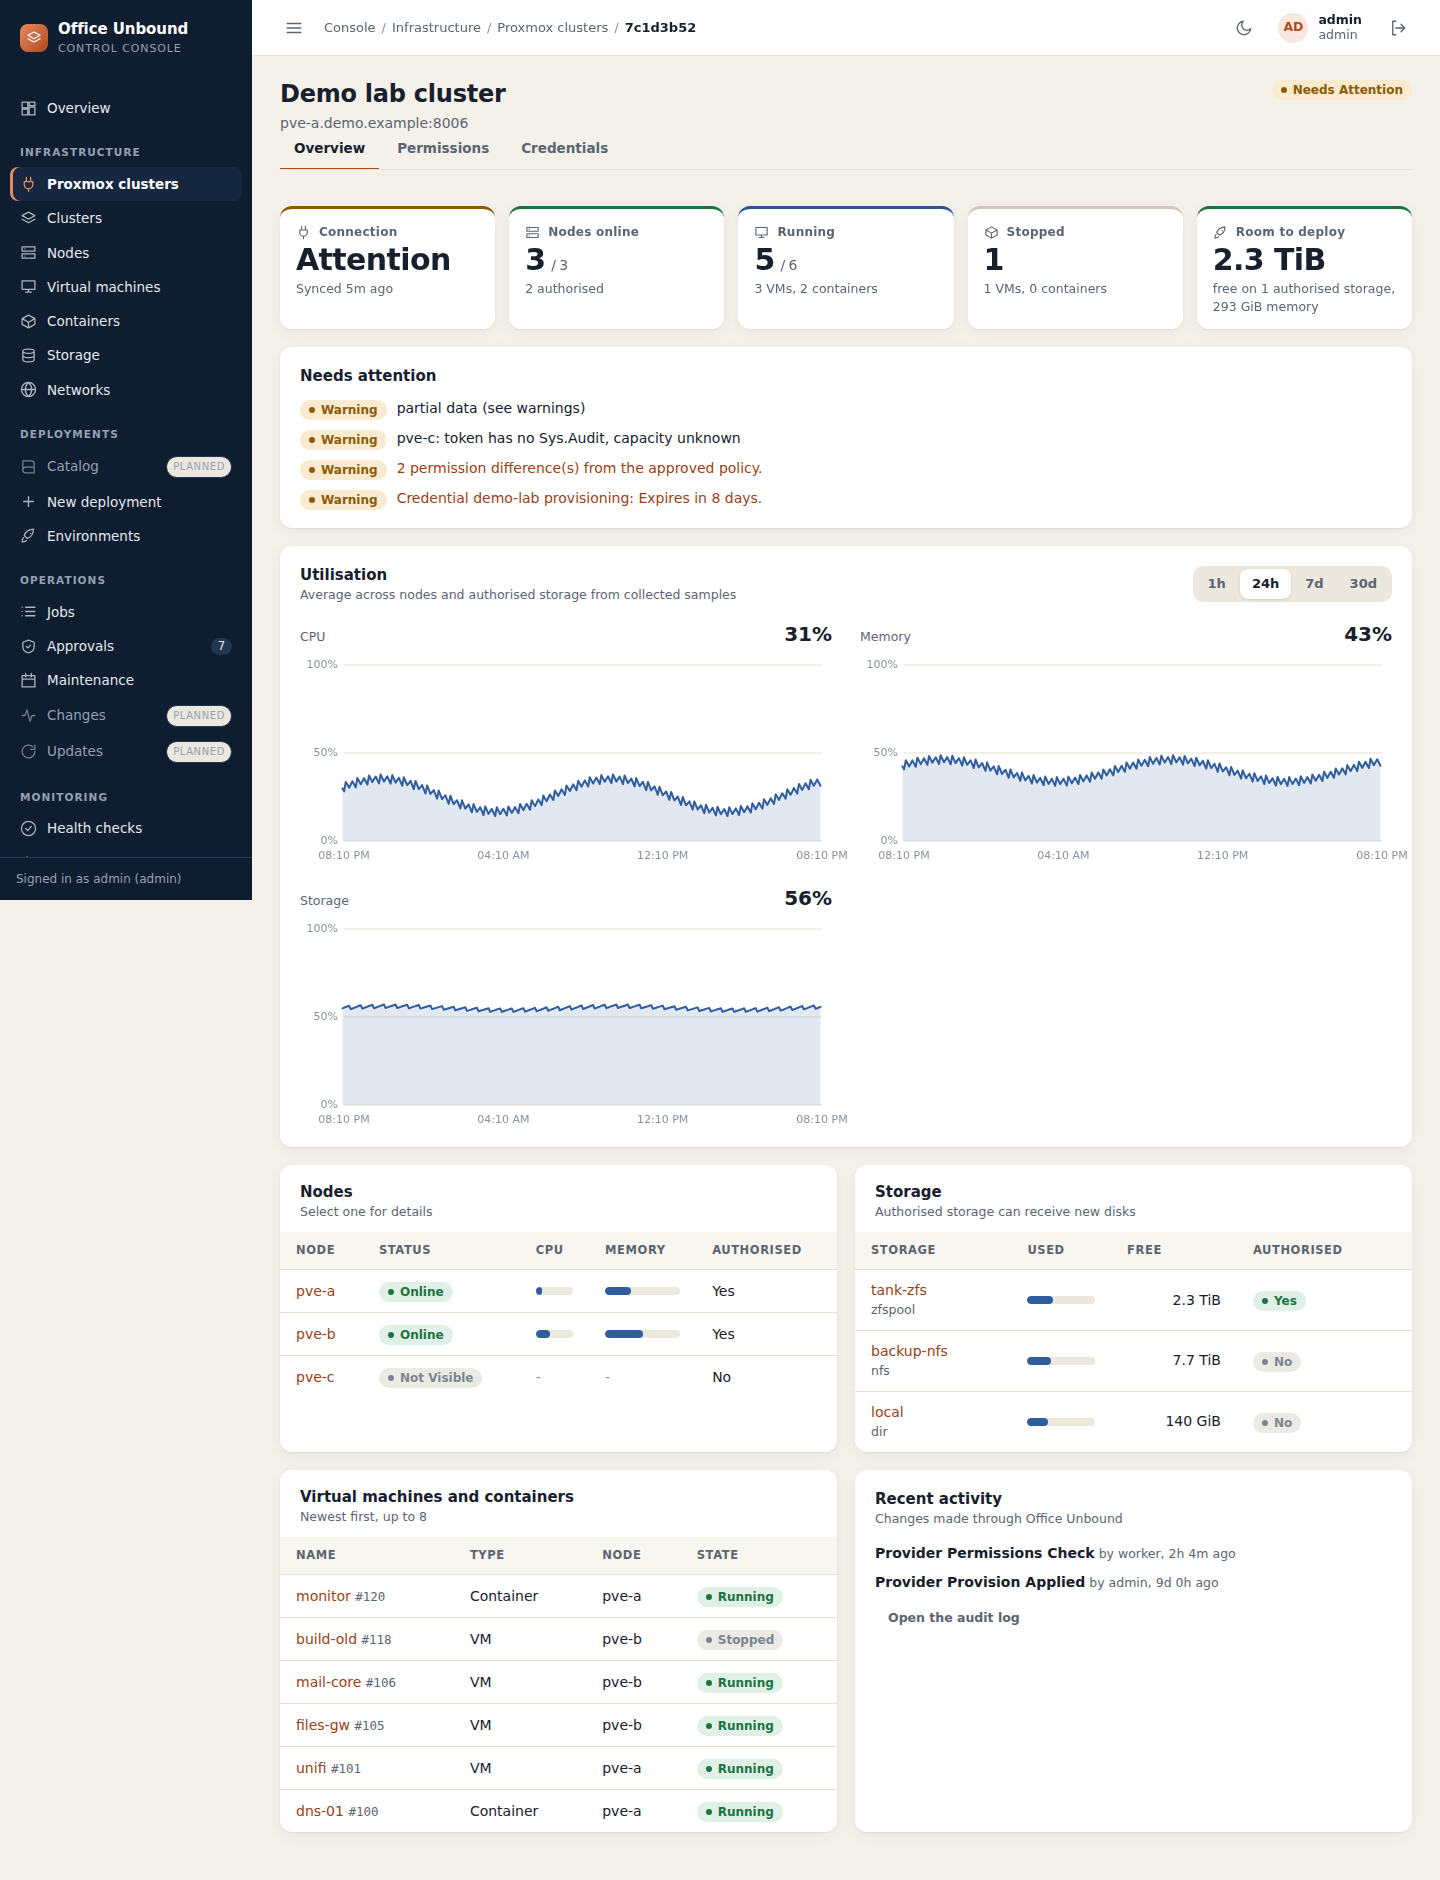 Office Unbound
CONTROL CONSOLE
Overview
INFRASTRUCTURE
Proxmox clusters
Clusters
Nodes
Virtual machines
Containers
Storage
Networks
DEPLOYMENTS
Catalog PLANNED
New deployment
Environments
OPERATIONS
Jobs
Approvals 7
Maintenance
Changes PLANNED
Updates PLANNED
MONITORING
Health checks
Signed in as admin (admin)
Console / Infrastructure / Proxmox clusters / 7c1d3b52
AD
admin
admin
Demo lab cluster
Needs Attention
pve-a.demo.example:8006
Overview Permissions Credentials
Connection
Attention
Synced 5m ago
Nodes online
3 / 3
2 authorised
Running
5 / 6
3 VMs, 2 containers
Stopped
1
1 VMs, 0 containers
Room to deploy
2.3 TiB
free on 1 authorised storage,
293 GiB memory
Needs attention
Warning partial data (see warnings)
Warning pve-c: token has no Sys.Audit, capacity unknown
Warning 2 permission difference(s) from the approved policy.
Warning Credential demo-lab provisioning: Expires in 8 days.
Utilisation
Average across nodes and authorised storage from collected samples
1h 24h 7d 30d
CPU 31%
100%
50%
0%
08:10 PM 04:10 AM 12:10 PM 08:10 PM
Memory 43%
100%
50%
0%
08:10 PM 04:10 AM 12:10 PM 08:10 PM
Storage 56%
100%
50%
0%
08:10 PM 04:10 AM 12:10 PM 08:10 PM
Nodes
Select one for details
NODE STATUS CPU MEMORY AUTHORISED
pve-a Online Yes
pve-b Online Yes
pve-c Not Visible - - No
Storage
Authorised storage can receive new disks
STORAGE USED FREE AUTHORISED
tank-zfs
zfspool
2.3 TiB Yes
backup-nfs
nfs
7.7 TiB No
local
dir
140 GiB No
Virtual machines and containers
Newest first, up to 8
NAME TYPE NODE STATE
monitor #120 Container pve-a Running
build-old #118 VM pve-b Stopped
mail-core #106 VM pve-b Running
files-gw #105 VM pve-b Running
unifi #101 VM pve-a Running
dns-01 #100 Container pve-a Running
Recent activity
Changes made through Office Unbound
Provider Permissions Check by worker, 2h 4m ago
Provider Provision Applied by admin, 9d 0h ago
Open the audit log